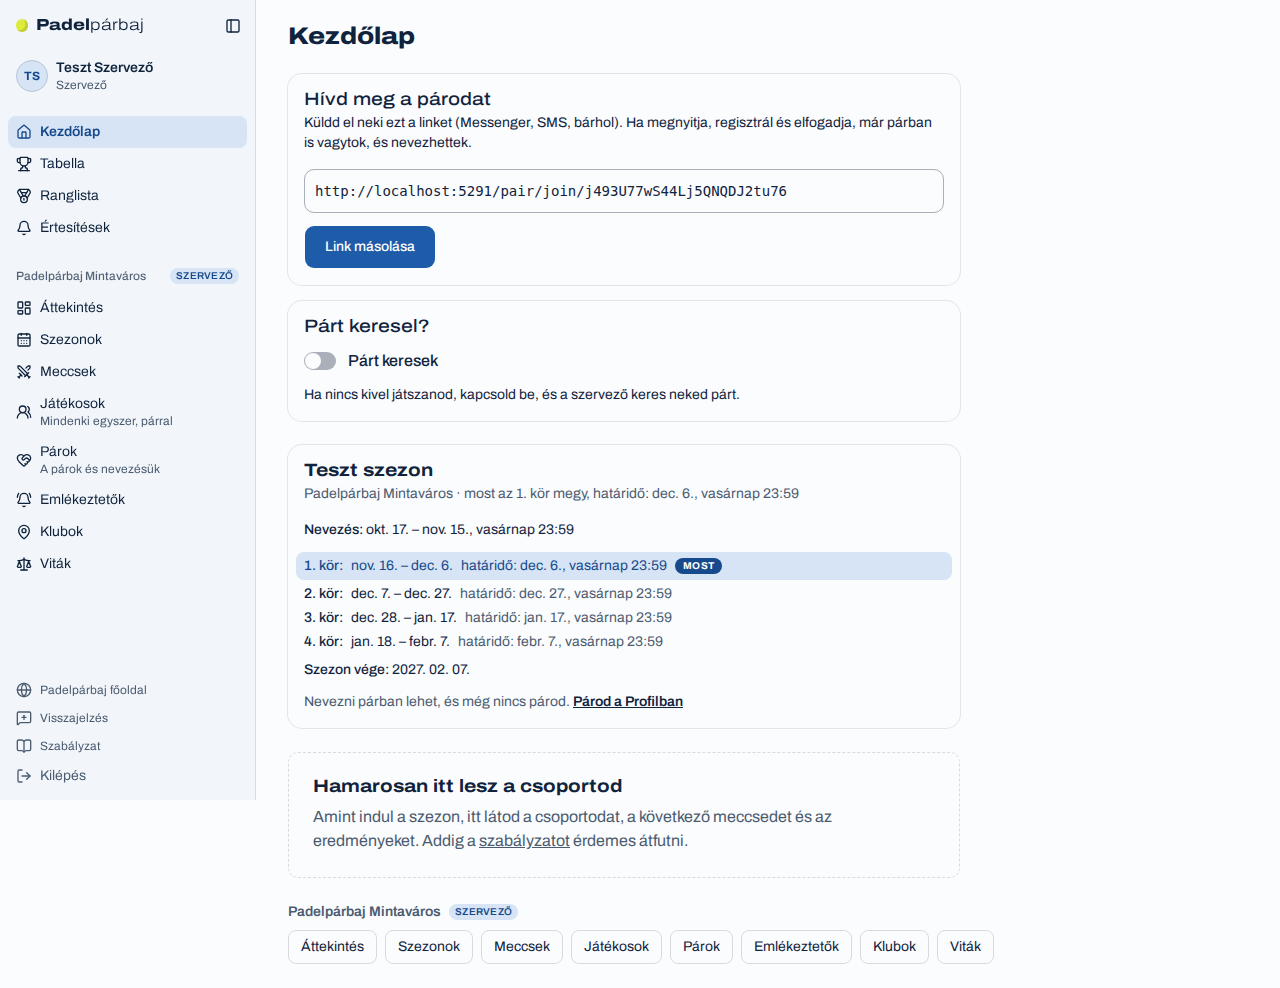 Padelpárbaj
TS
Teszt Szervező
Szervező
Kezdőlap
Tabella
Ranglista
Értesítések
Padelpárbaj Mintaváros SZERVEZŐ
Áttekintés
Szezonok
Meccsek
Játékosok
Mindenki egyszer, párral
Párok
A párok és nevezésük
Emlékeztetők
Klubok
Viták
Padelpárbaj főoldal
Visszajelzés
Szabályzat
Kilépés
Kezdőlap
Hívd meg a párodat
Küldd el neki ezt a linket (Messenger, SMS, bárhol). Ha megnyitja, regisztrál és elfogadja, már párban
is vagytok, és nevezhettek.
http://localhost:5291/pair/join/j493U77wS44Lj5QNQDJ2tu76
Link másolása
Párt keresel?
Párt keresek
Ha nincs kivel játszanod, kapcsold be, és a szervező keres neked párt.
Teszt szezon
Padelpárbaj Mintaváros · most az 1. kör megy, határidő: dec. 6., vasárnap 23:59
Nevezés: okt. 17. – nov. 15., vasárnap 23:59
1. kör: nov. 16. – dec. 6. határidő: dec. 6., vasárnap 23:59 MOST
2. kör: dec. 7. – dec. 27. határidő: dec. 27., vasárnap 23:59
3. kör: dec. 28. – jan. 17. határidő: jan. 17., vasárnap 23:59
4. kör: jan. 18. – febr. 7. határidő: febr. 7., vasárnap 23:59
Szezon vége: 2027. 02. 07.
Nevezni párban lehet, és még nincs párod. Párod a Profilban
Hamarosan itt lesz a csoportod
Amint indul a szezon, itt látod a csoportodat, a következő meccsedet és az
eredményeket. Addig a szabályzatot érdemes átfutni.
Padelpárbaj Mintaváros SZERVEZŐ
Áttekintés Szezonok Meccsek Játékosok Párok Emlékeztetők Klubok Viták